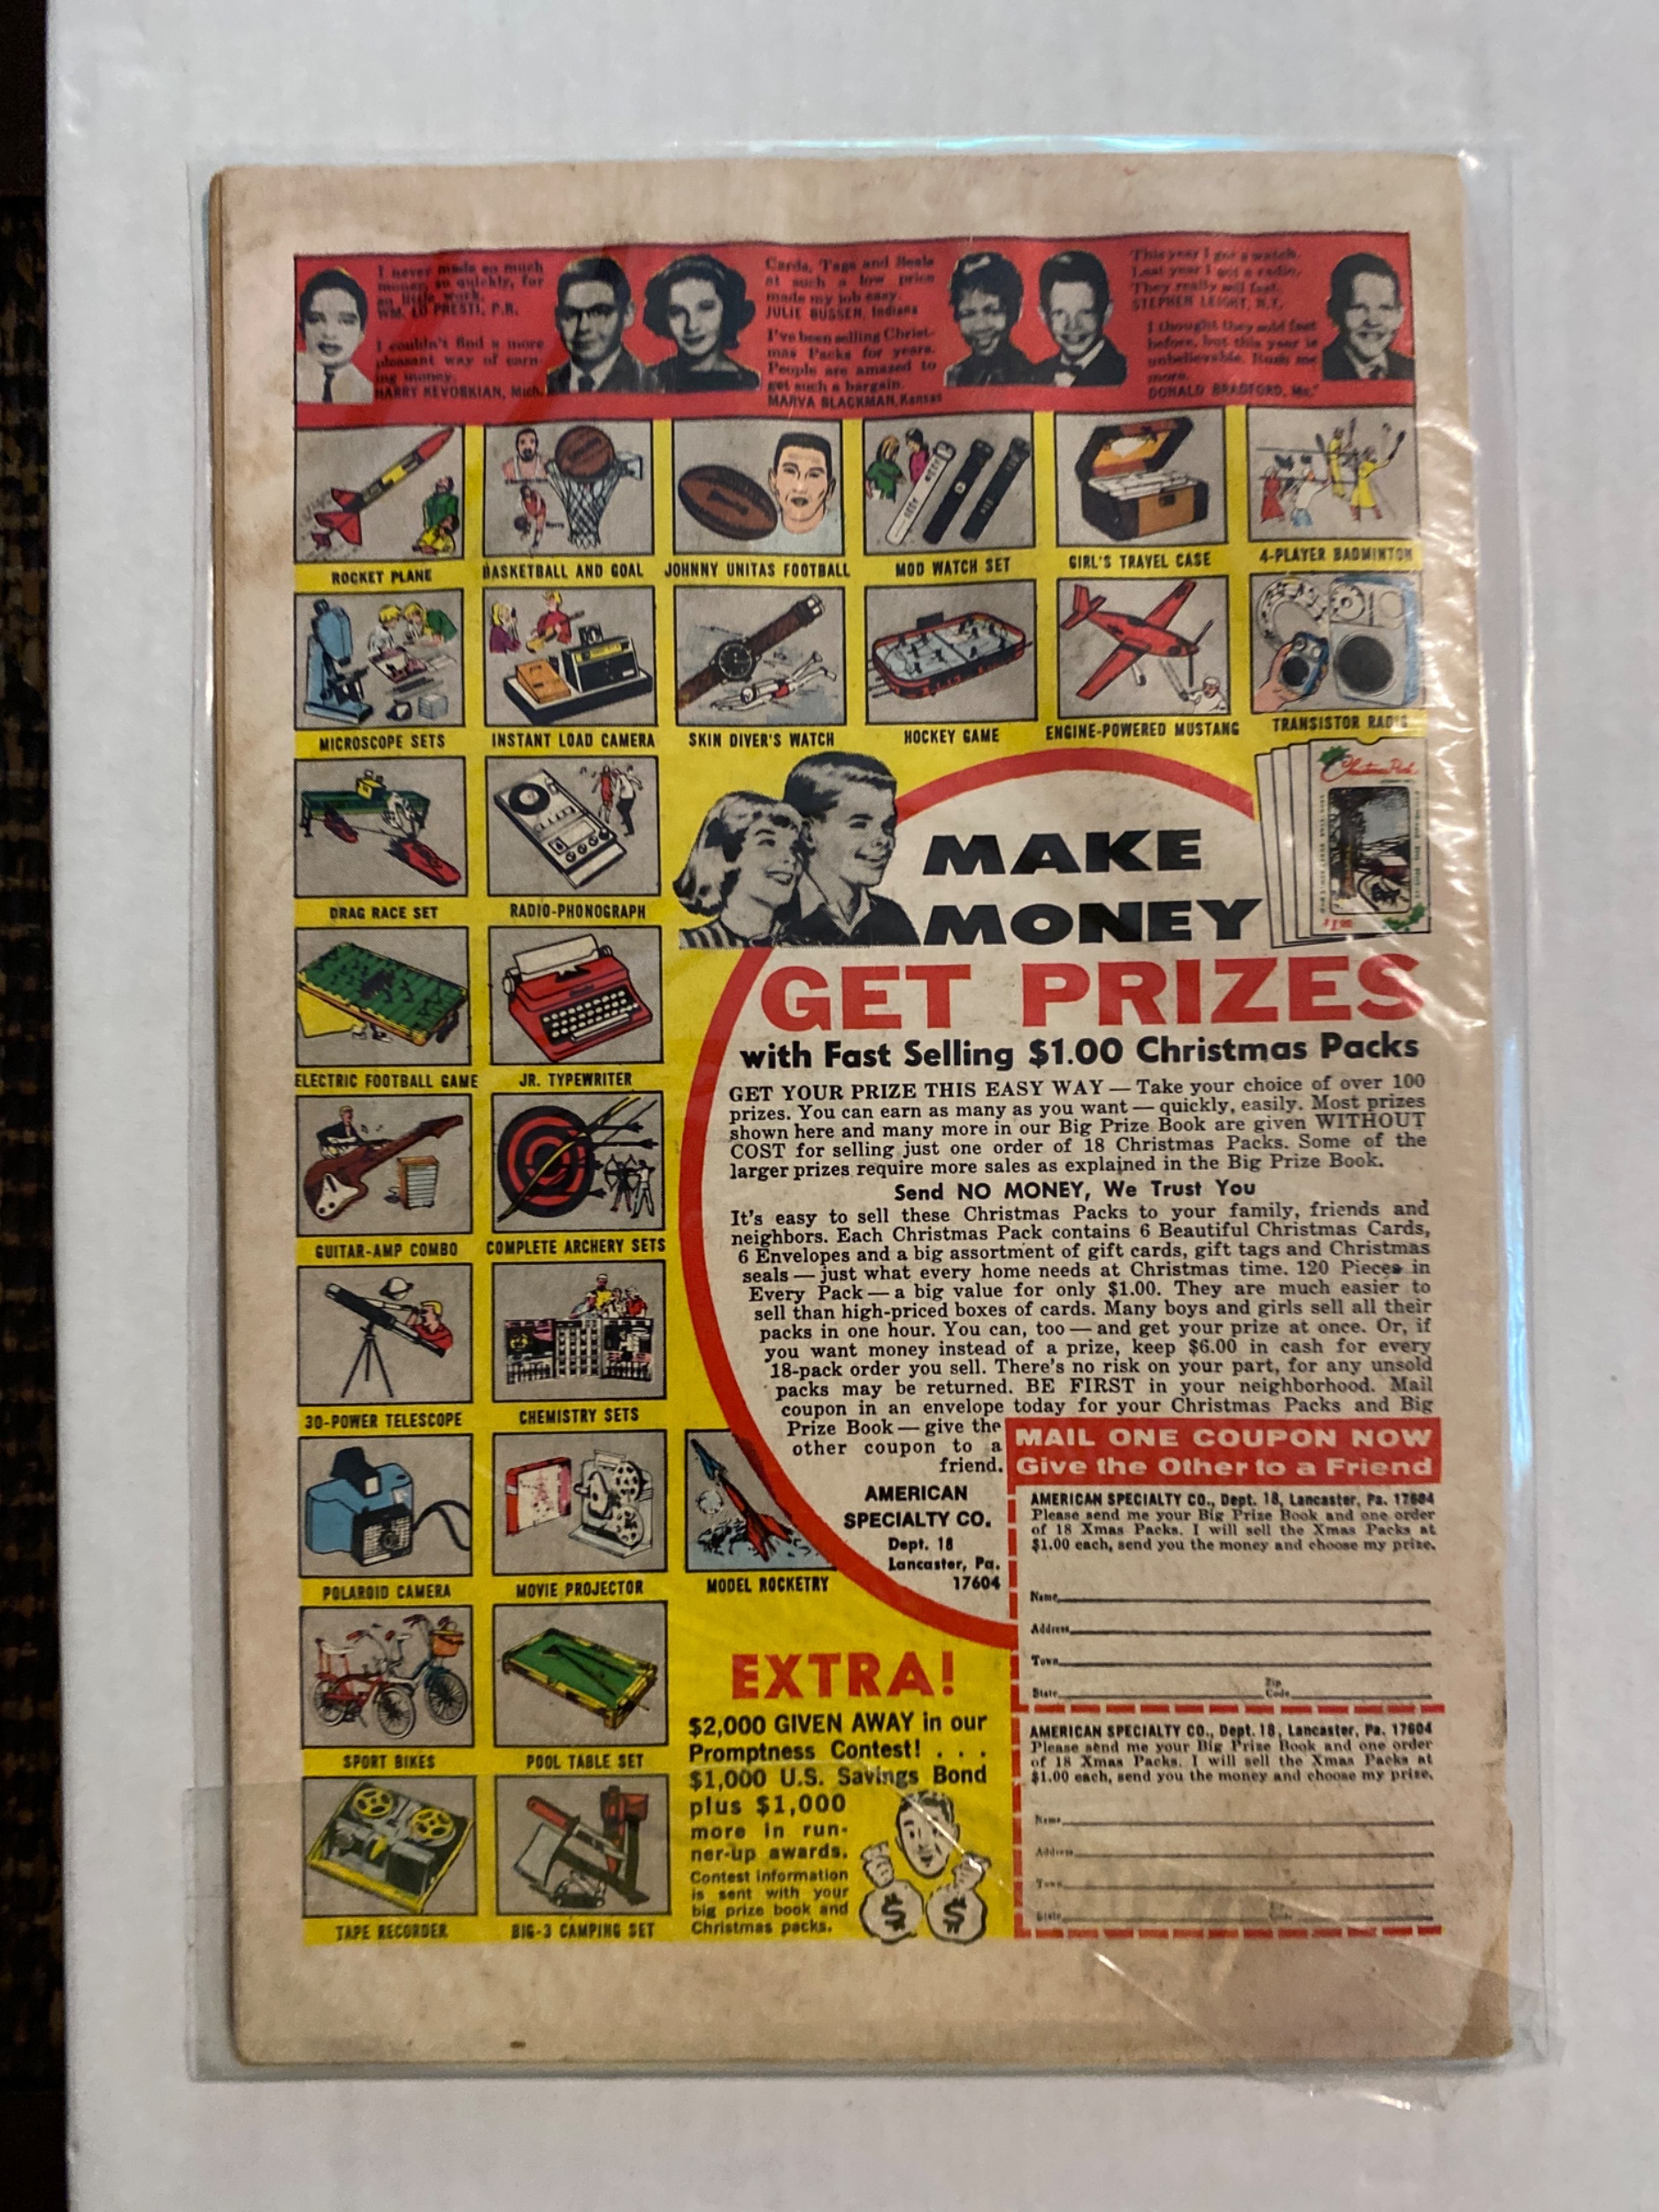 I never made so much
money, so quickly, for
so little work.
WM. LO PRESTI, P.R.
I couldn't find a more
pleasant way of earn-
ing money.
HARRY KEVORKIAN, Mich.
Cards, Tags and Seals
at such a low price
made my job easy.
JULIE BUSSEN, Indiana
I've been selling Christ-
mas Packs for years.
People are amazed to
get such a bargain.
MARVA BLACKMAN, Kansas
This year I got a watch.
Last year I got a radio.
They really sell fast.
STEPHEN LEIGHT, N.Y.
I thought they sold fast
before, but this year is
unbelievable. Rush me
more.
DONALD BRADFORD, Mo."
ROCKET PLANE
BASKETBALL AND GOAL
JOHNNY UNITAS FOOTBALL
MOD WATCH SET
GIRL'S TRAVEL CASE
4-PLAYER BADMINTON
MICROSCOPE SETS
INSTANT LOAD CAMERA
SKIN DIVER'S WATCH
HOCKEY GAME
ENGINE-POWERED MUSTANG
TRANSISTOR RADIO
DRAG RACE SET
RADIO-PHONOGRAPH
ELECTRIC FOOTBALL GAME
JR. TYPEWRITER
GUITAR-AMP COMBO
COMPLETE ARCHERY SETS
30-POWER TELESCOPE
CHEMISTRY SETS
POLAROID CAMERA
MOVIE PROJECTOR
MODEL ROCKETRY
SPORT BIKES
POOL TABLE SET
TAPE RECORDER
BIG-3 CAMPING SET
Christmas Pack
$1.00
MAKE
MONEY
GET PRIZES
with Fast Selling $1.00 Christmas Packs
GET YOUR PRIZE THIS EASY WAY — Take your choice of over 100
prizes. You can earn as many as you want — quickly, easily. Most prizes
shown here and many more in our Big Prize Book are given WITHOUT
COST for selling just one order of 18 Christmas Packs. Some of the
larger prizes require more sales as explained in the Big Prize Book.
Send NO MONEY, We Trust You
It's easy to sell these Christmas Packs to your family, friends and
neighbors. Each Christmas Pack contains 6 Beautiful Christmas Cards,
6 Envelopes and a big assortment of gift cards, gift tags and Christmas
seals — just what every home needs at Christmas time. 120 Pieces in
Every Pack — a big value for only $1.00. They are much easier to
sell than high-priced boxes of cards. Many boys and girls sell all their
packs in one hour. You can, too — and get your prize at once. Or, if
you want money instead of a prize, keep $6.00 in cash for every
18-pack order you sell. There's no risk on your part, for any unsold
packs may be returned. BE FIRST in your neighborhood. Mail
coupon in an envelope today for your Christmas Packs and Big
Prize Book — give the
other coupon to a
friend.
AMERICAN
SPECIALTY CO.
Dept. 18
Lancaster, Pa.
17604
MAIL ONE COUPON NOW
Give the Other to a Friend
AMERICAN SPECIALTY CO., Dept. 18, Lancaster, Pa. 17604
Please send me your Big Prize Book and one order
of 18 Xmas Packs. I will sell the Xmas Packs at
$1.00 each, send you the money and choose my prize.
Name
Address
Town
State Zip Code
AMERICAN SPECIALTY CO., Dept. 18, Lancaster, Pa. 17604
Please send me your Big Prize Book and one order
of 18 Xmas Packs. I will sell the Xmas Packs at
$1.00 each, send you the money and choose my prize.
Name
Address
Town
State Zip Code
EXTRA!
$2,000 GIVEN AWAY in our
Promptness Contest! . . .
$1,000 U.S. Savings Bond
plus $1,000
more in run-
ner-up awards.
Contest information
is sent with your
big prize book and
Christmas packs.
$ $